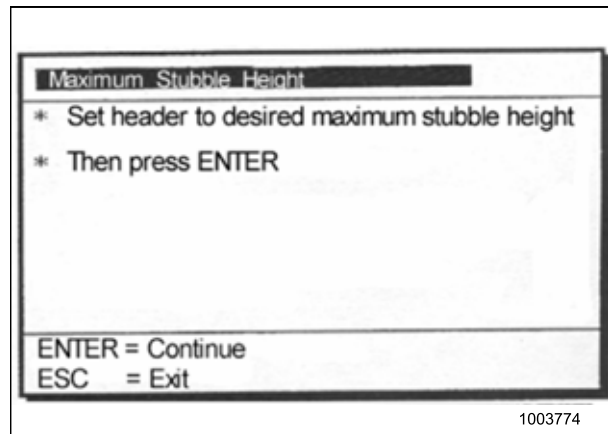 Maximum Stubble Height
* Set header to desired maximum stubble height
* Then press ENTER
ENTER = Continue
ESC = Exit
1003774